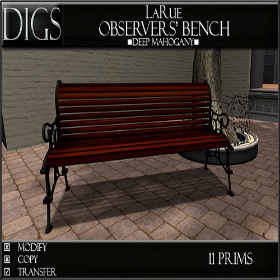 DIGS
LaRue
Observers' Bench
Deep Mahogany
Modify
Copy
Transfer
11 Prims